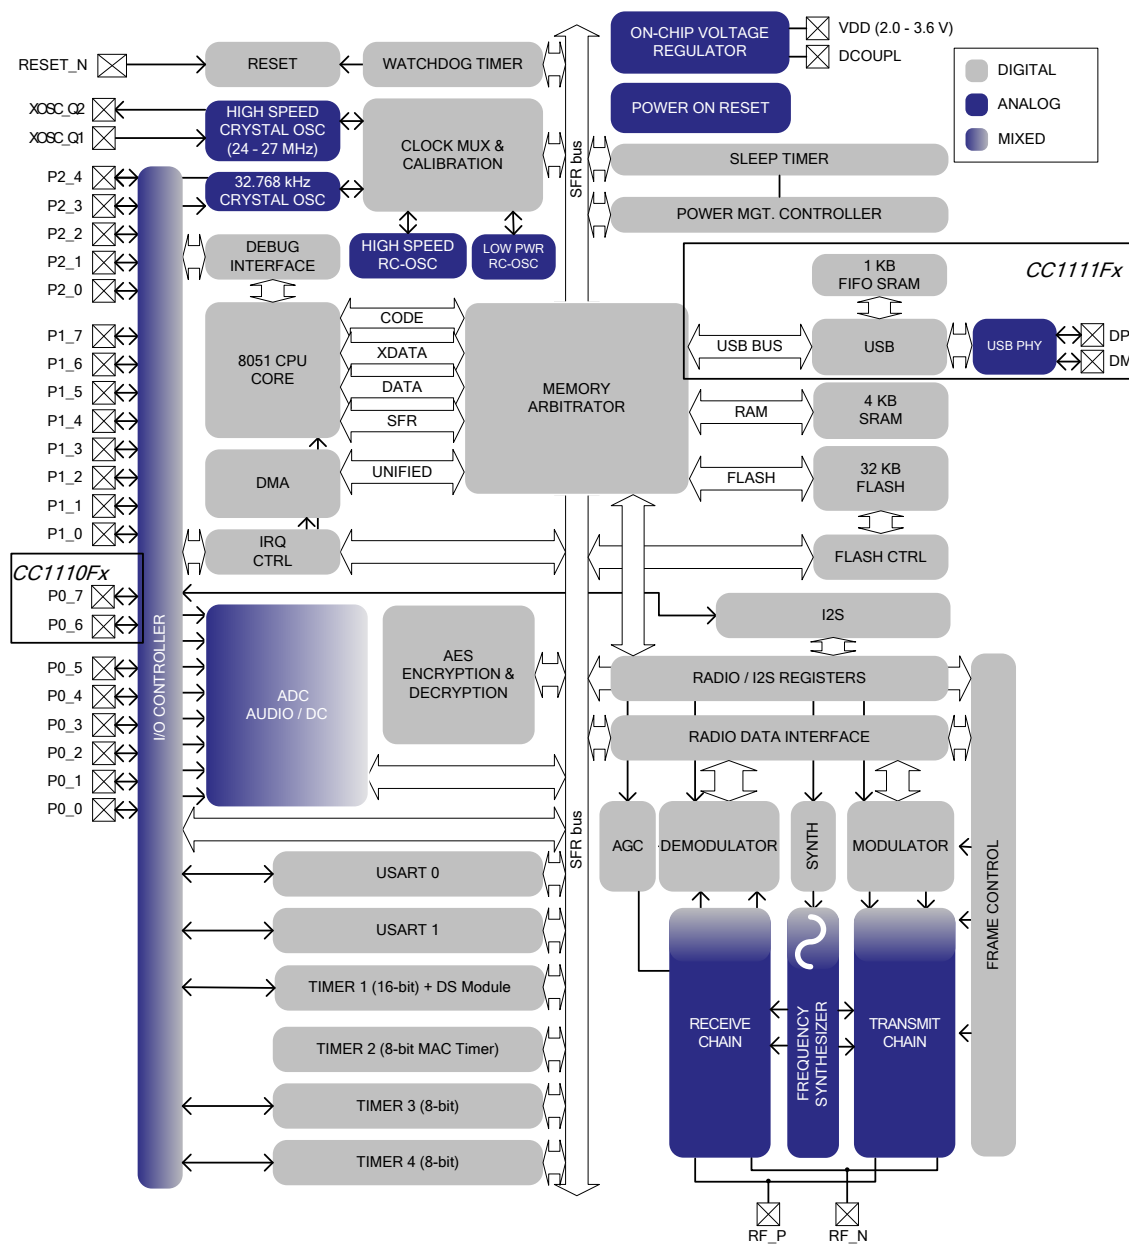 RESET_N
XOSC_Q2
XOSC_Q1
P2_4
P2_3
P2_2
P2_1
P2_0
P1_7
P1_6
P1_5
P1_4
P1_3
P1_2
P1_1
P1_0
CC1110Fx
P0_7
P0_6
P0_5
P0_4
P0_3
P0_2
P0_1
P0_0
I/O CONTROLLER
RESET
WATCHDOG TIMER
HIGH SPEED
CRYSTAL OSC
(24 - 27 MHz)
32.768 kHz
CRYSTAL OSC
CLOCK MUX &
CALIBRATION
DEBUG
INTERFACE
HIGH SPEED
RC-OSC
LOW PWR
RC-OSC
8051 CPU
CORE
CODE
XDATA
DATA
SFR
UNIFIED
DMA
IRQ
CTRL
MEMORY
ARBITRATOR
ADC
AUDIO / DC
AES
ENCRYPTION &
DECRYPTION
USART 0
USART 1
TIMER 1 (16-bit) + DS Module
TIMER 2 (8-bit MAC Timer)
TIMER 3 (8-bit)
TIMER 4 (8-bit)
SFR bus
SFR bus
ON-CHIP VOLTAGE
REGULATOR
VDD (2.0 - 3.6 V)
DCOUPL
POWER ON RESET
DIGITAL
ANALOG
MIXED
SLEEP TIMER
POWER MGT. CONTROLLER
CC1111Fx
1 KB
FIFO SRAM
USB BUS
USB
USB PHY
DP
DM
RAM
4 KB
SRAM
FLASH
32 KB
FLASH
FLASH CTRL
I2S
RADIO / I2S REGISTERS
RADIO DATA INTERFACE
AGC
DEMODULATOR
SYNTH
MODULATOR
FRAME CONTROL
RECEIVE
CHAIN
FREQUENCY
SYNTHESIZER
TRANSMIT
CHAIN
RF_P
RF_N